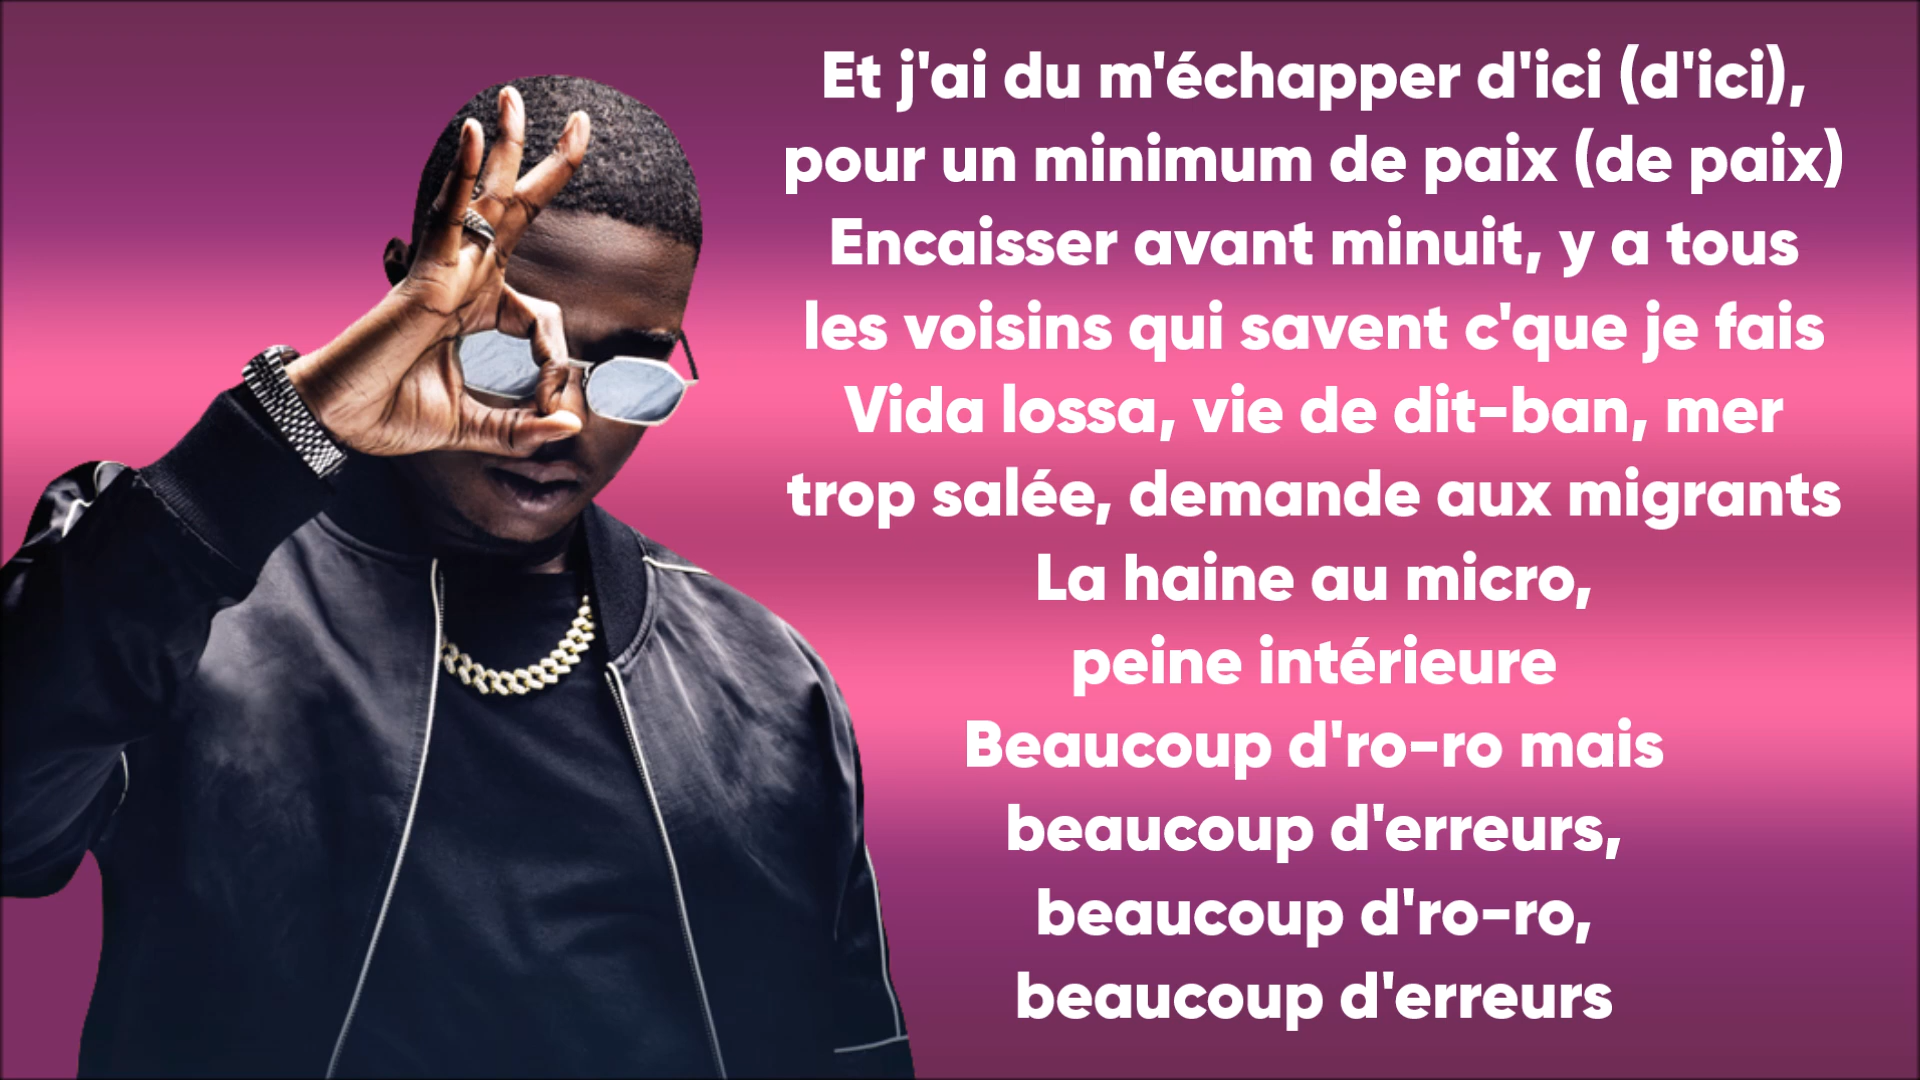 Et j'ai du m'échapper d'ici (d'ici),
pour un minimum de paix (de paix)
Encaisser avant minuit, y a tous
les voisins qui savent c'que je fais
Vida lossa, vie de dit-ban, mer
trop salée, demande aux migrants
La haine au micro,
peine intérieure
Beaucoup d'ro-ro mais
beaucoup d'erreurs,
beaucoup d'ro-ro,
beaucoup d'erreurs